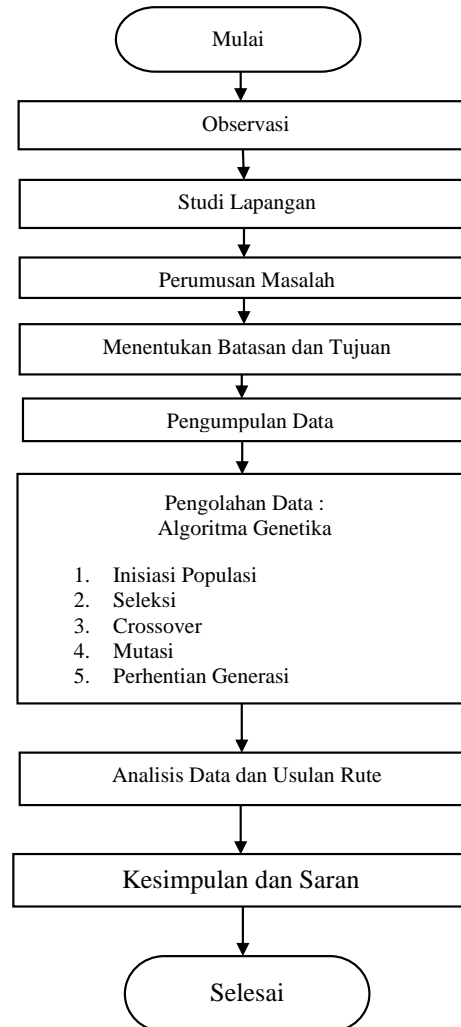 Mulai
Observasi
Studi Lapangan
Perumusan Masalah
Menentukan Batasan dan Tujuan
Pengumpulan Data
Pengolahan Data :
Algoritma Genetika
1. Inisiasi Populasi
2. Seleksi
3. Crossover
4. Mutasi
5. Perhentian Generasi
Analisis Data dan Usulan Rute
Kesimpulan dan Saran
Selesai